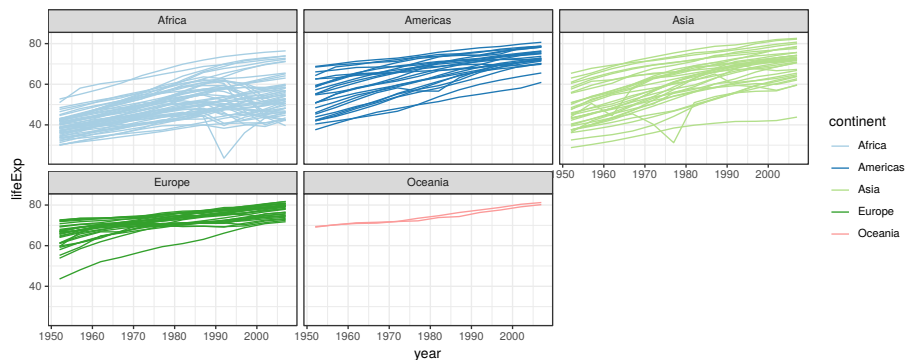 Africa Americas Asia
80
60
40
continent
Africa
Americas
Asia
Europe
Oceania
1950 1960 1970 1980 1990 2000
Europe Oceania
80
60
40
1950 1960 1970 1980 1990 2000 1950 1960 1970 1980 1990 2000
lifeExp
year